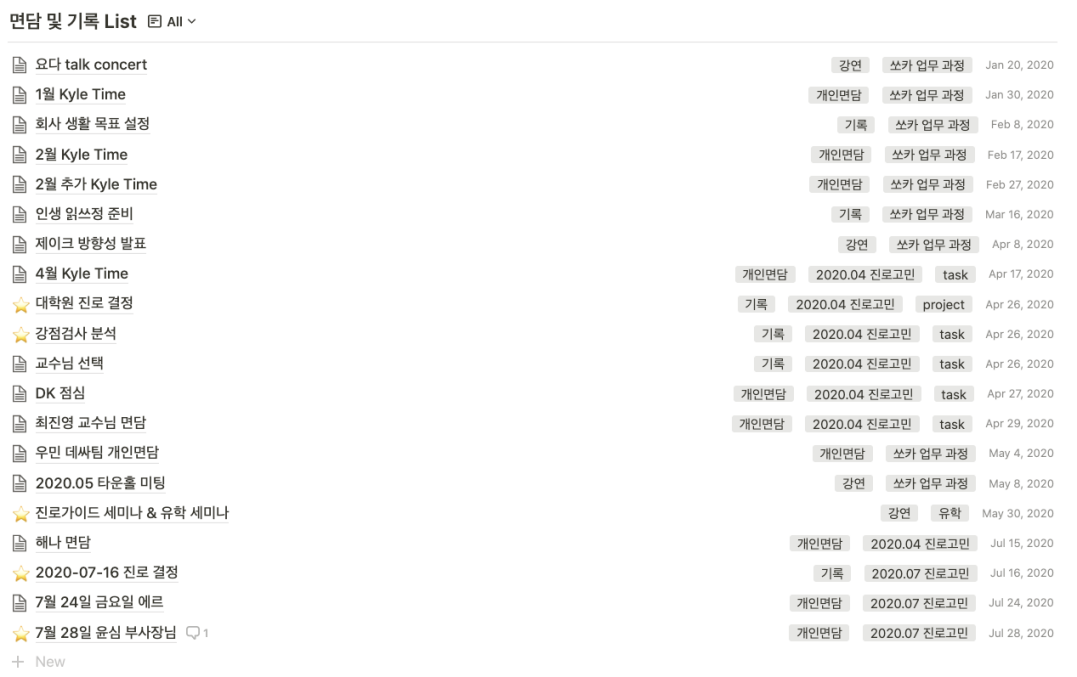 면담 및 기록 List All
요다 talk concert 강연 쏘카 업무 과정 Jan 20, 2020
1월 Kyle Time 개인면담 쏘카 업무 과정 Jan 30, 2020
회사 생활 목표 설정 기록 쏘카 업무 과정 Feb 8, 2020
2월 Kyle Time 개인면담 쏘카 업무 과정 Feb 17, 2020
2월 추가 Kyle Time 개인면담 쏘카 업무 과정 Feb 27, 2020
인생 읽쓰정 준비 기록 쏘카 업무 과정 Mar 16, 2020
제이크 방향성 발표 강연 쏘카 업무 과정 Apr 8, 2020
4월 Kyle Time 개인면담 2020.04 진로고민 task Apr 17, 2020
대학원 진로 결정 기록 2020.04 진로고민 project Apr 26, 2020
강점검사 분석 기록 2020.04 진로고민 task Apr 26, 2020
교수님 선택 기록 2020.04 진로고민 task Apr 26, 2020
DK 점심 개인면담 2020.04 진로고민 task Apr 27, 2020
최진영 교수님 면담 개인면담 2020.04 진로고민 task Apr 29, 2020
우민 데싸팀 개인면담 개인면담 쏘카 업무 과정 May 4, 2020
2020.05 타운홀 미팅 강연 쏘카 업무 과정 May 8, 2020
진로가이드 세미나 & 유학 세미나 강연 유학 May 30, 2020
해나 면담 개인면담 2020.04 진로고민 Jul 15, 2020
2020-07-16 진로 결정 기록 2020.07 진로고민 Jul 16, 2020
7월 24일 금요일 에르 개인면담 2020.07 진로고민 Jul 24, 2020
7월 28일 윤심 부사장님 1 개인면담 2020.07 진로고민 Jul 28, 2020
New